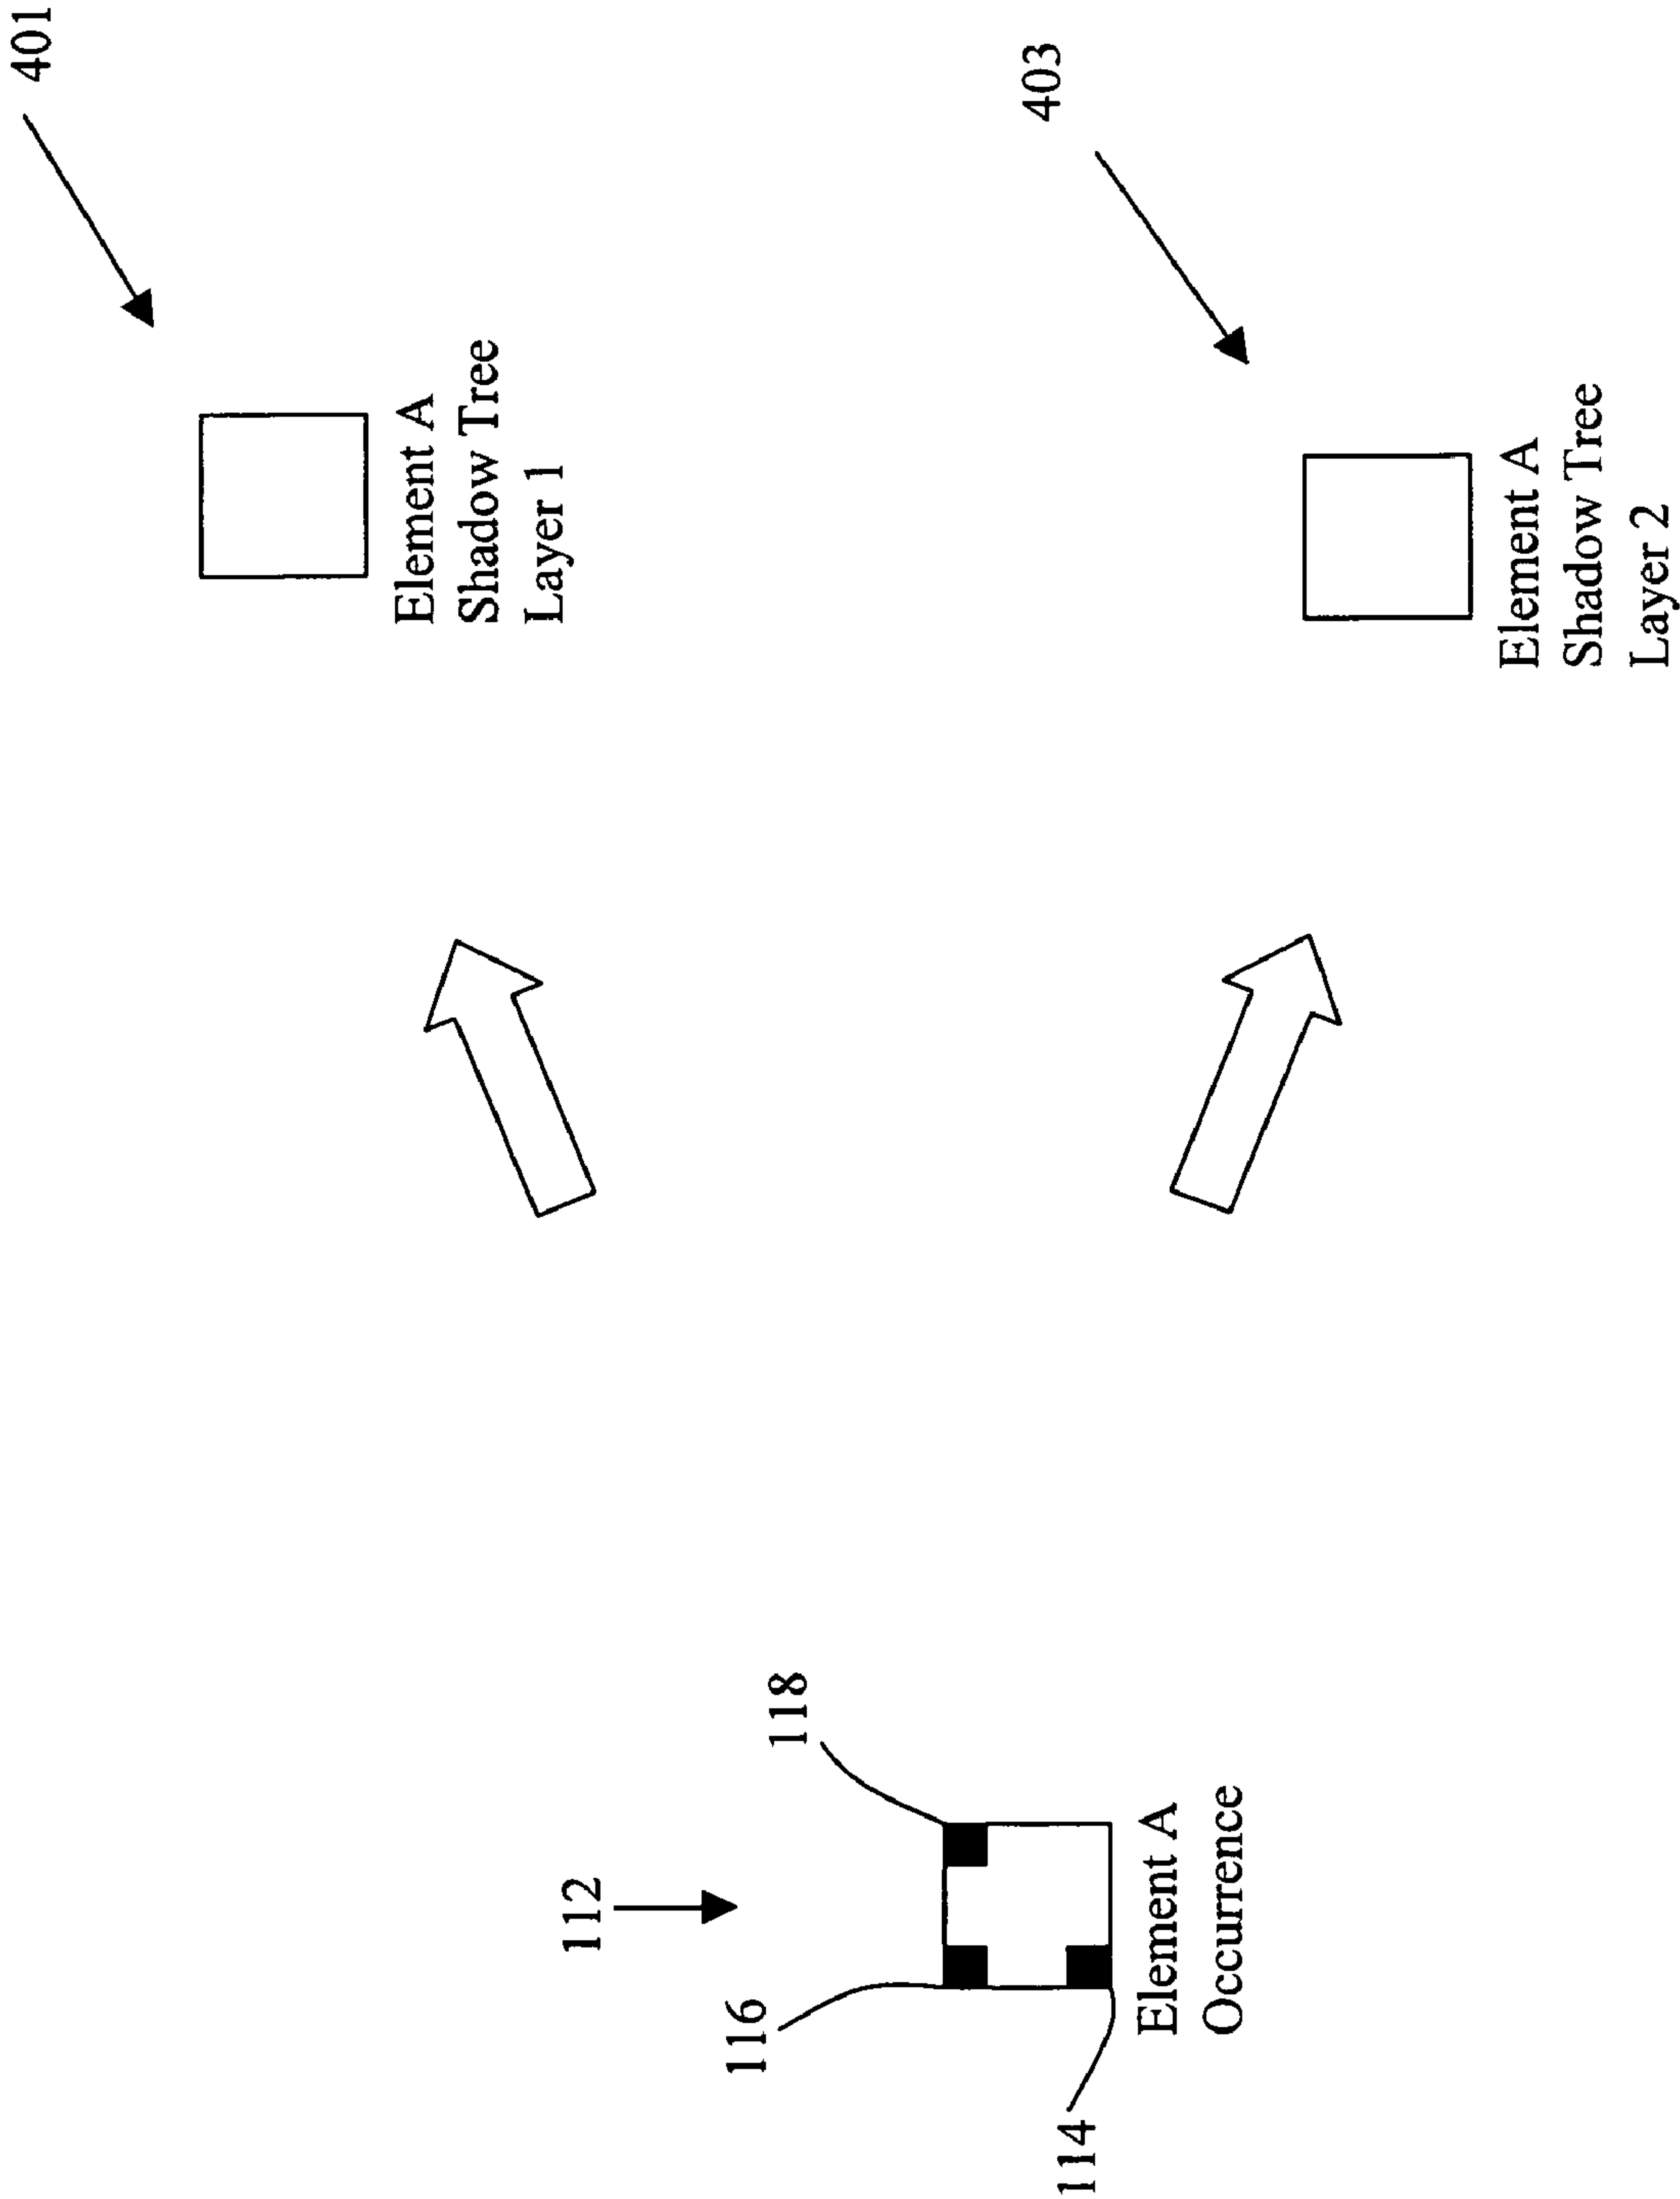 112
116
118
114
Element A
Occurrence
401
Element A
Shadow Tree
Layer 1
403
Element A
Shadow Tree
Layer 2